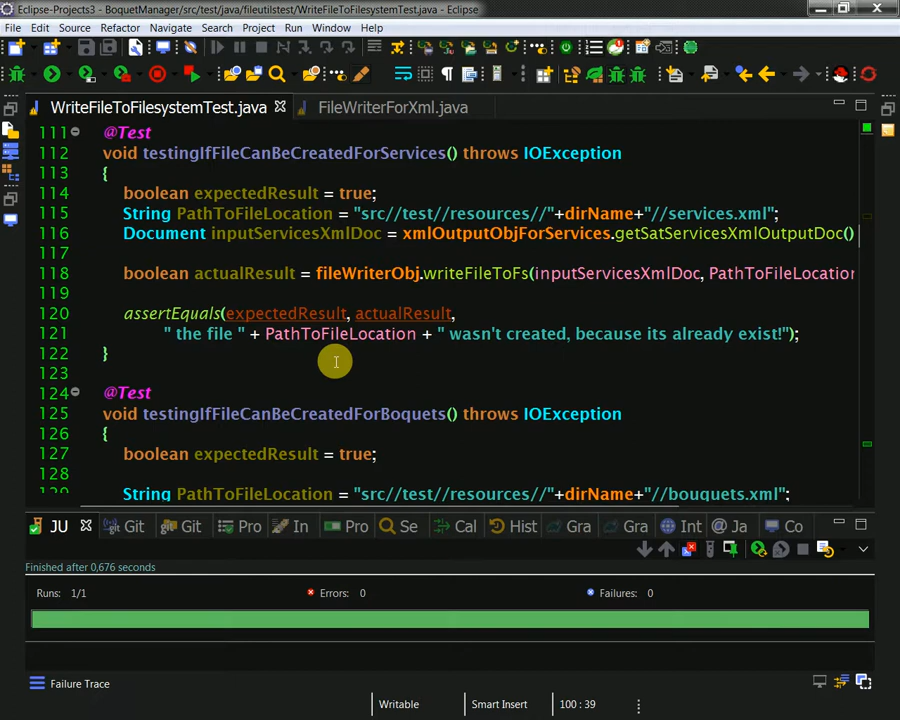 Eclipse-Projects3 - BoquetManager/src/test/java/fileutilstest/WriteFileToFilesystemTest.java - Eclipse
File Edit Source Refactor Navigate Search Project Run Window Help
WriteFileToFilesystemTest.java FileWriterForXml.java
111 @Test
112 void testingIfFileCanBeCreatedForServices() throws IOException
113 {
114 boolean expectedResult = true;
115 String PathToFileLocation = "src//test//resources//"+dirName+"//services.xml";
116 Document inputServicesXmlDoc = xmlOutputObjForServices.getSatServicesXmlOutputDoc()
117
118 boolean actualResult = fileWriterObj.writeFileToFs(inputServicesXmlDoc, PathToFileLocation
119
120 assertEquals(expectedResult, actualResult,
121 " the file " + PathToFileLocation + " wasn't created, because its already exist!");
122 }
123
124 @Test
125 void testingIfFileCanBeCreatedForBoquets() throws IOException
126 {
127 boolean expectedResult = true;
128
129 String PathToFileLocation = "src//test//resources//"+dirName+"//bouquets.xml";
JU Git Git Pro In Pro Se Cal Hist Gra Gra Int @ Ja Co
Finished after 0,676 seconds
Runs: 1/1 Errors: 0 Failures: 0
Failure Trace
Writable Smart Insert 100 : 39